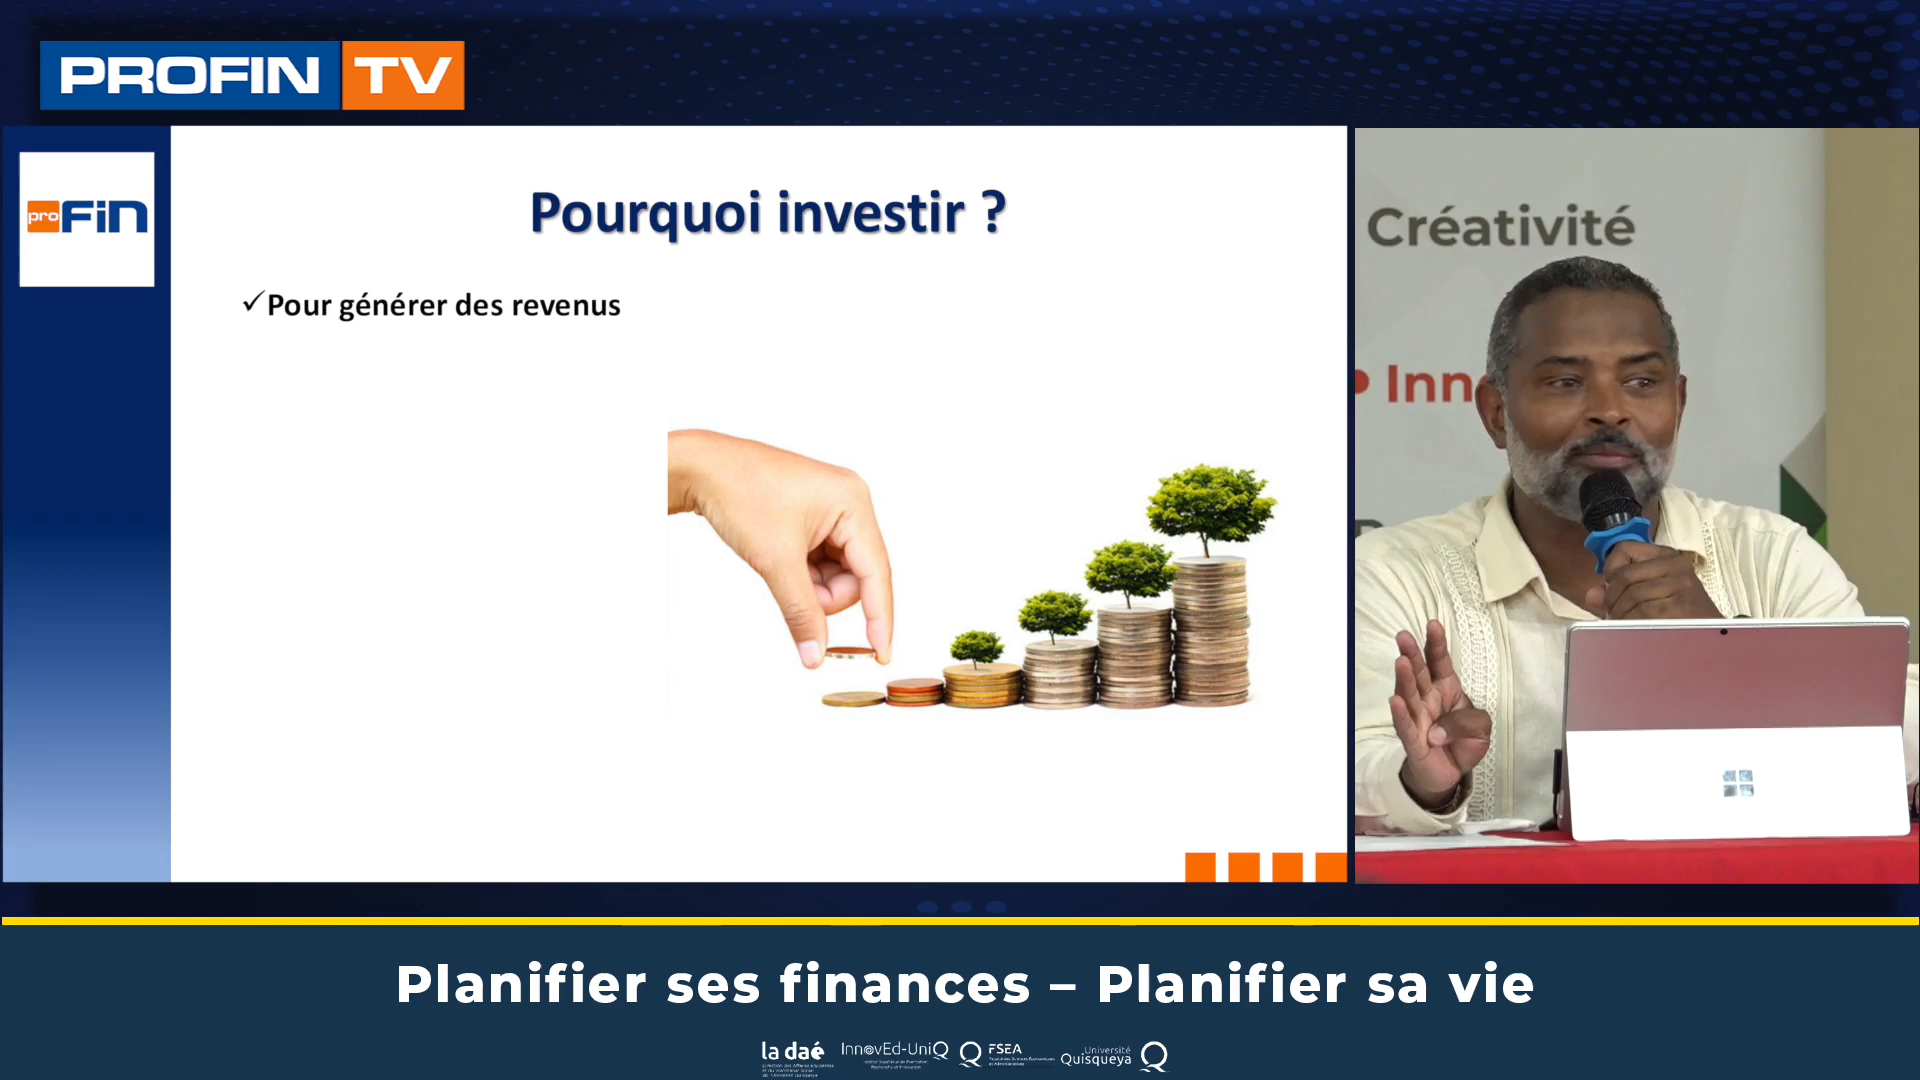 PROFIN TV
proFin
Pourquoi investir ?
✓Pour générer des revenus
Créativité
• Inn
Planifier ses finances – Planifier sa vie
la daé
InnovEd-UniQ
FSEA
Université
Quisqueya